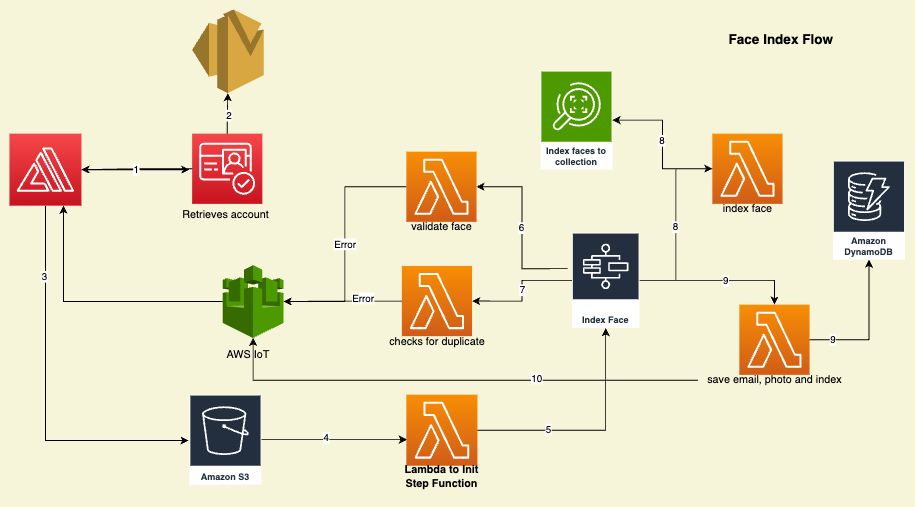 Face Index Flow
2
1
Retrieves account
3
Index faces to
collection
8
index face
8
Amazon
DynamoDB
validate face
Error
6
7
Error
checks for duplicate
Index Face
9
9
save email, photo and index
AWS IoT
10
Amazon S3
4
Lambda to Init
Step Function
5